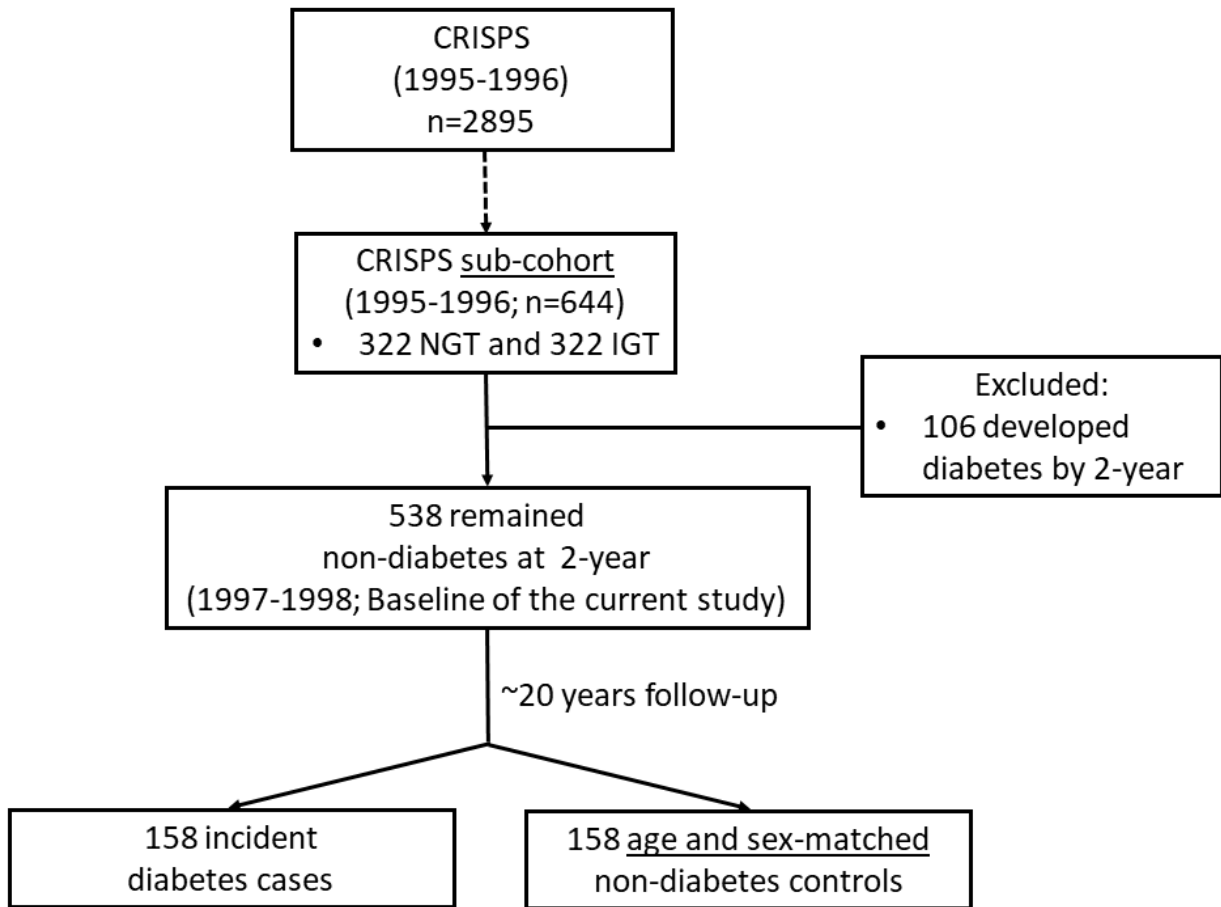 CRISPS
(1995-1996)
n=2895
CRISPS sub-cohort
(1995-1996; n=644)
• 322 NGT and 322 IGT
Excluded:
• 106 developed
diabetes by 2-year
538 remained
non-diabetes at 2-year
(1997-1998; Baseline of the current study)
~20 years follow-up
158 incident
diabetes cases
158 age and sex-matched
non-diabetes controls